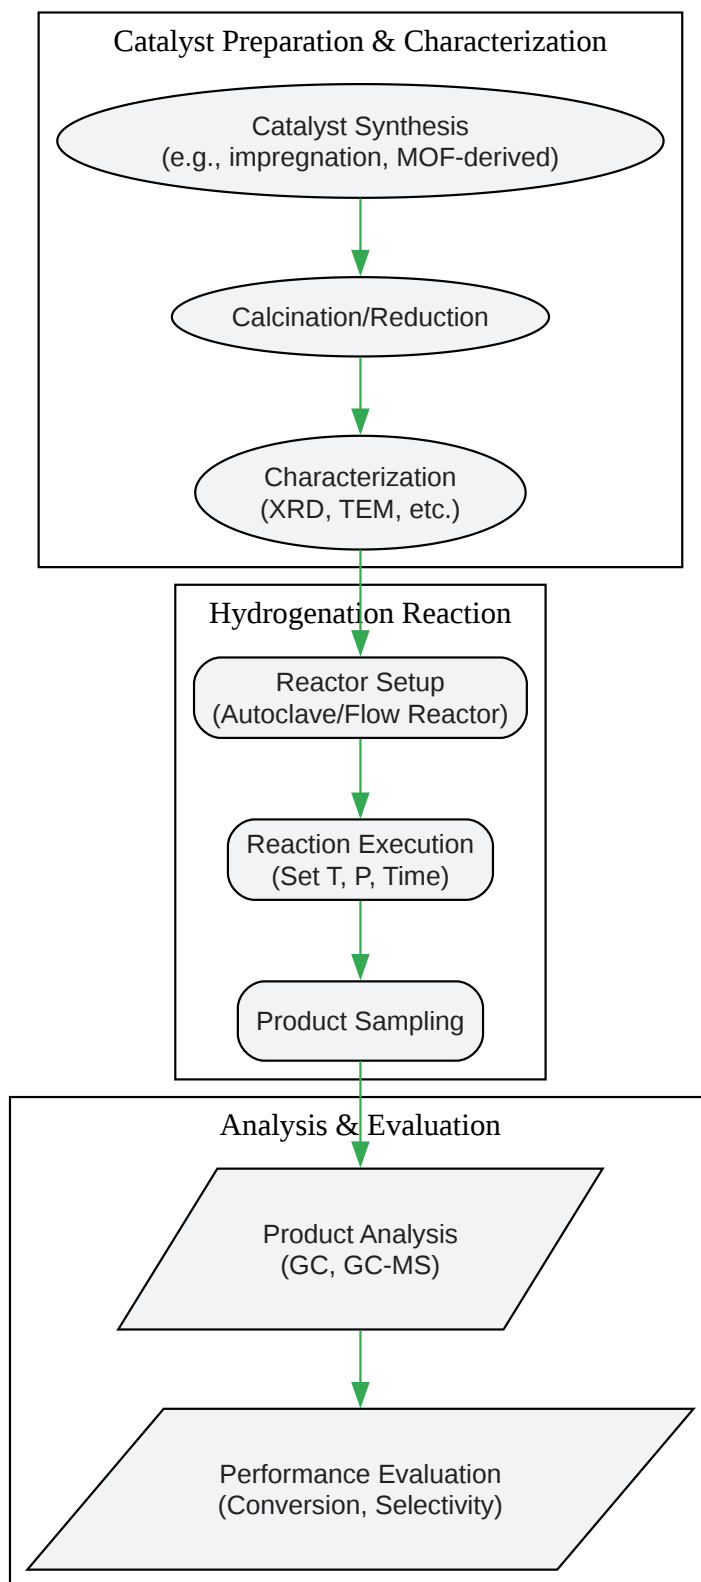 Catalyst Preparation & Characterization
Catalyst Synthesis
(e.g., impregnation, MOF-derived)
Calcination/Reduction
Characterization
(XRD, TEM, etc.)
Hydrogenation Reaction
Reactor Setup
(Autoclave/Flow Reactor)
Reaction Execution
(Set T, P, Time)
Product Sampling
Analysis & Evaluation
Product Analysis
(GC, GC-MS)
Performance Evaluation
(Conversion, Selectivity)